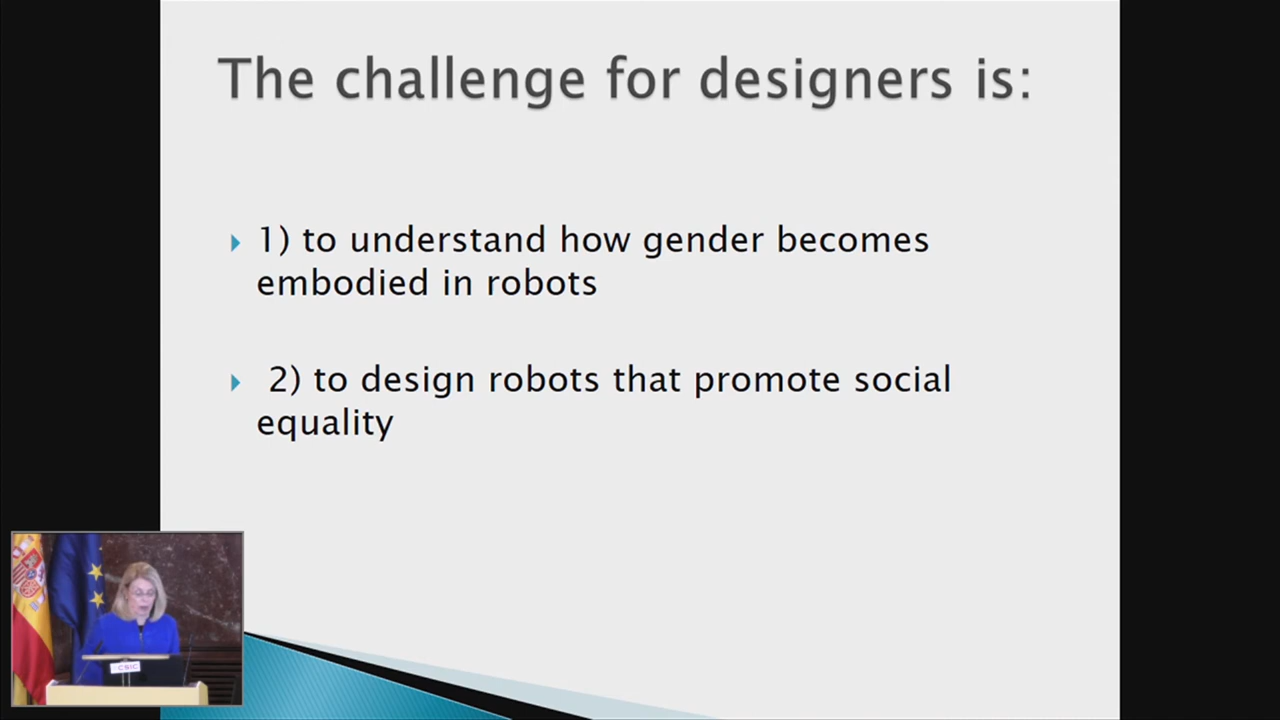 The challenge for designers is:
1) to understand how gender becomes
embodied in robots
2) to design robots that promote social
equality
CSIC